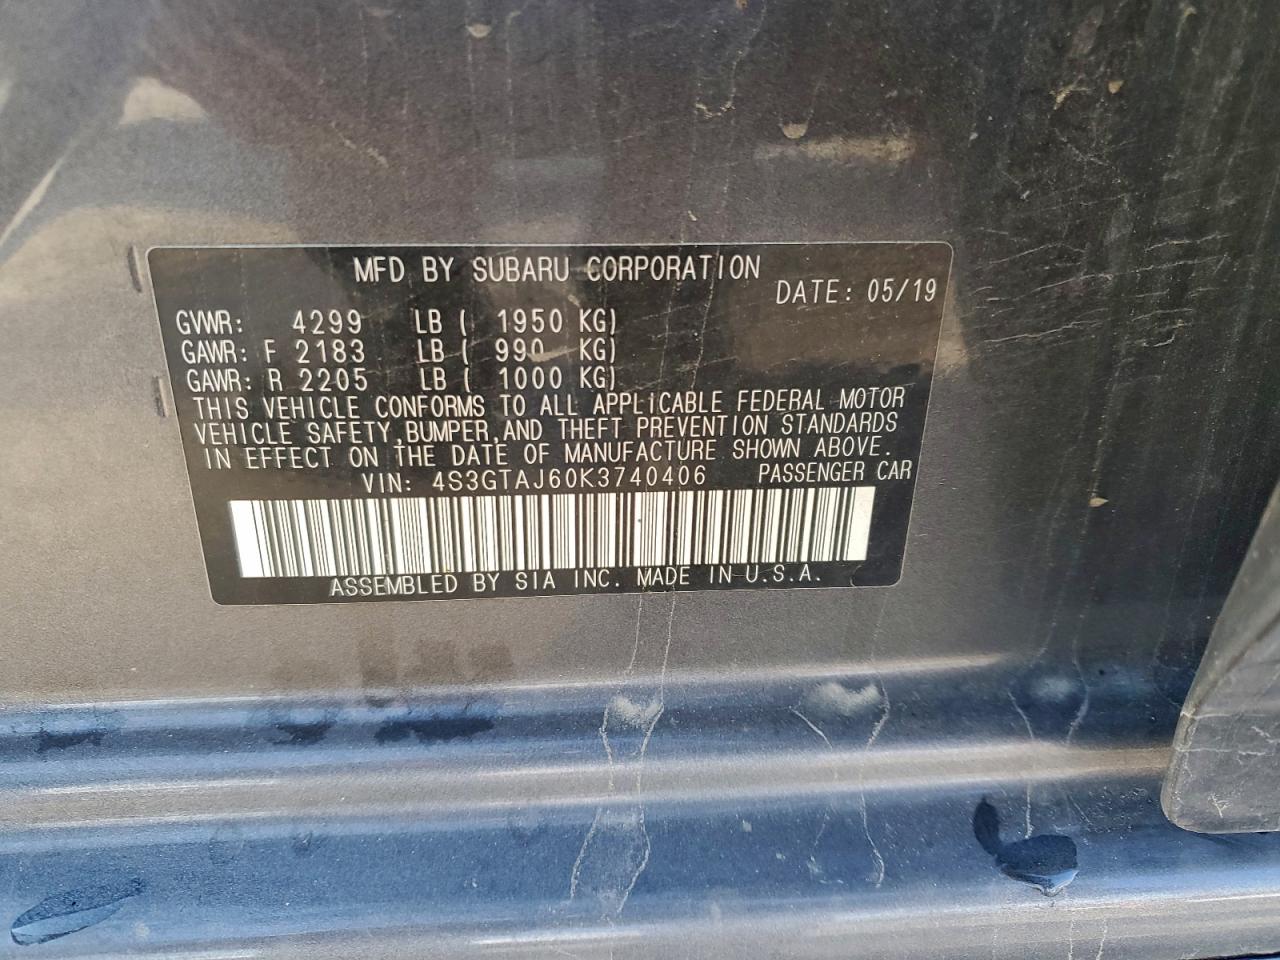 MFD BY SUBARU CORPORATION
DATE: 05/19
GVWR: 4299 LB ( 1950 KG)
GAWR: F 2183 LB ( 990 KG)
GAWR: R 2205 LB ( 1000 KG)
THIS VEHICLE CONFORMS TO ALL APPLICABLE FEDERAL MOTOR
VEHICLE SAFETY,BUMPER,AND THEFT PREVENTION STANDARDS
IN EFFECT ON THE DATE OF MANUFACTURE SHOWN ABOVE.
VIN: 4S3GTAJ60K3740406 PASSENGER CAR
ASSEMBLED BY SIA INC. MADE IN U.S.A.